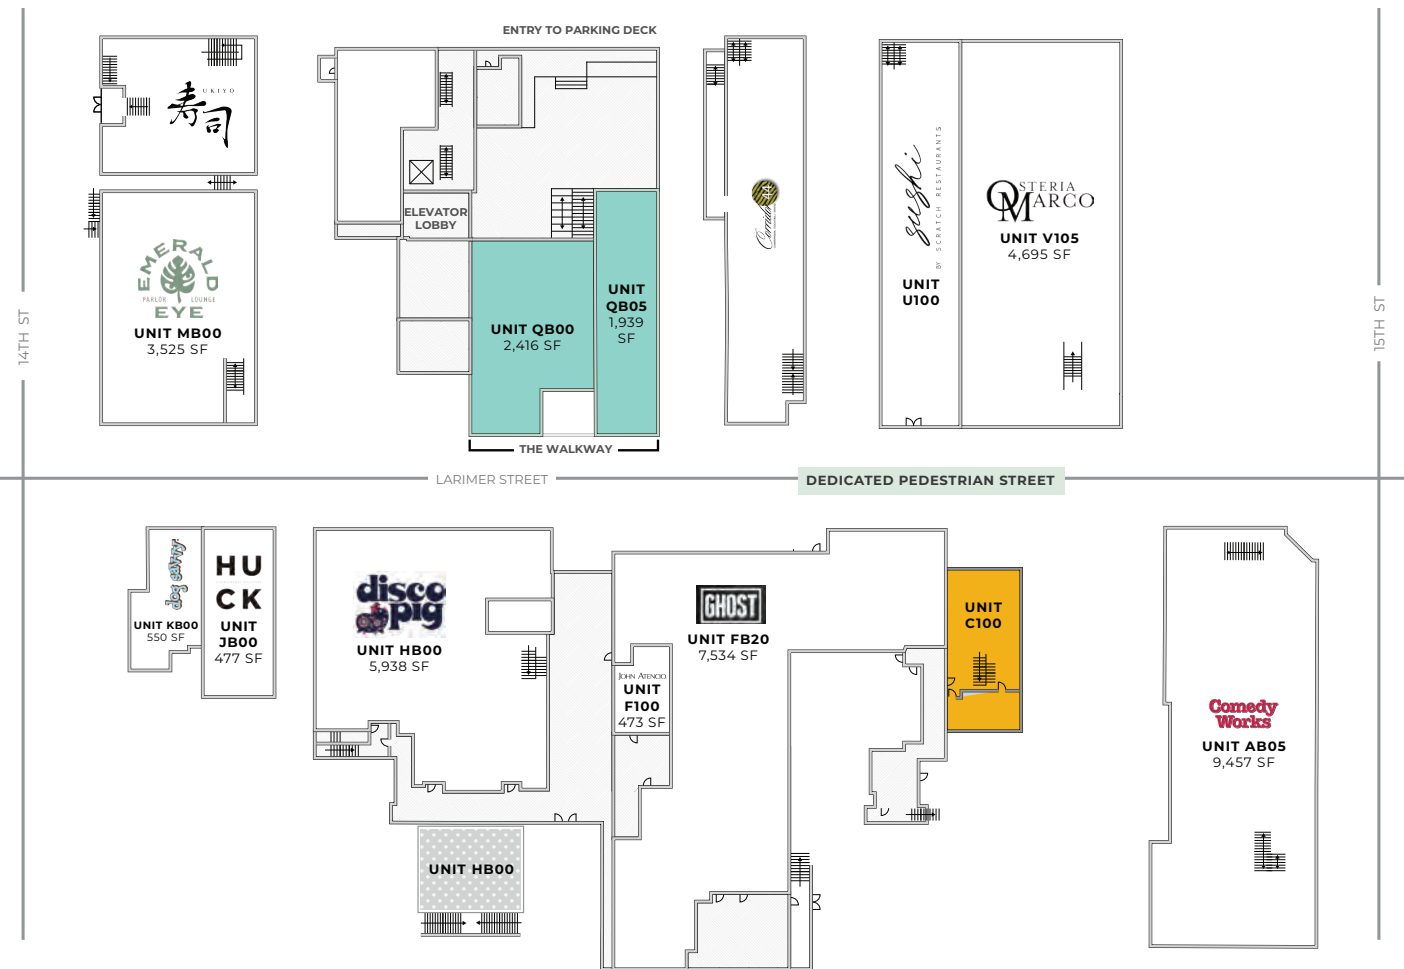 ENTRY TO PARKING DECK
UKIYO
寿司
EMERALD
PARLOR LOUNGE
EYE
UNIT MB00
3,525 SF
ELEVATOR
LOBBY
UNIT QB00
2,416 SF
UNIT
QB05
1,939
SF
THE WALKWAY
Corridor
44
sushi
BY SCRATCH RESTAURANTS
UNIT
U100
OSTERIA
MARCO
UNIT V105
4,695 SF
14TH ST
15TH ST
LARIMER STREET
DEDICATED PEDESTRIAN STREET
dog savvy
UNIT KB00
550 SF
HU
CK
UNIT
JB00
477 SF
disco
pig
UNIT HB00
5,938 SF
GHOST
UNIT FB20
7,534 SF
JOHN ATENCIO
UNIT
F100
473 SF
UNIT
C100
Comedy
Works
UNIT AB05
9,457 SF
UNIT HB00